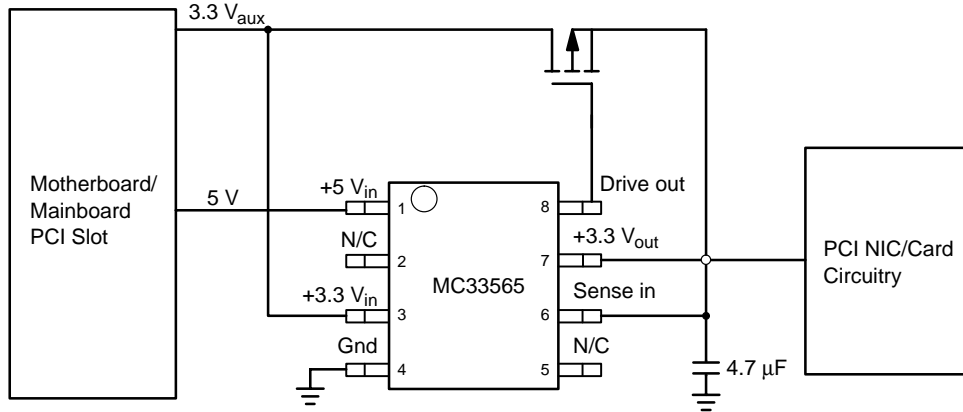 3.3 Vaux
Motherboard/
Mainboard
PCI Slot
5 V
+5 Vin
1
N/C
2
+3.3 Vin
3
Gnd
4
MC33565
Drive out
8
+3.3 Vout
7
Sense in
6
N/C
5
4.7 μF
PCI NIC/Card
Circuitry